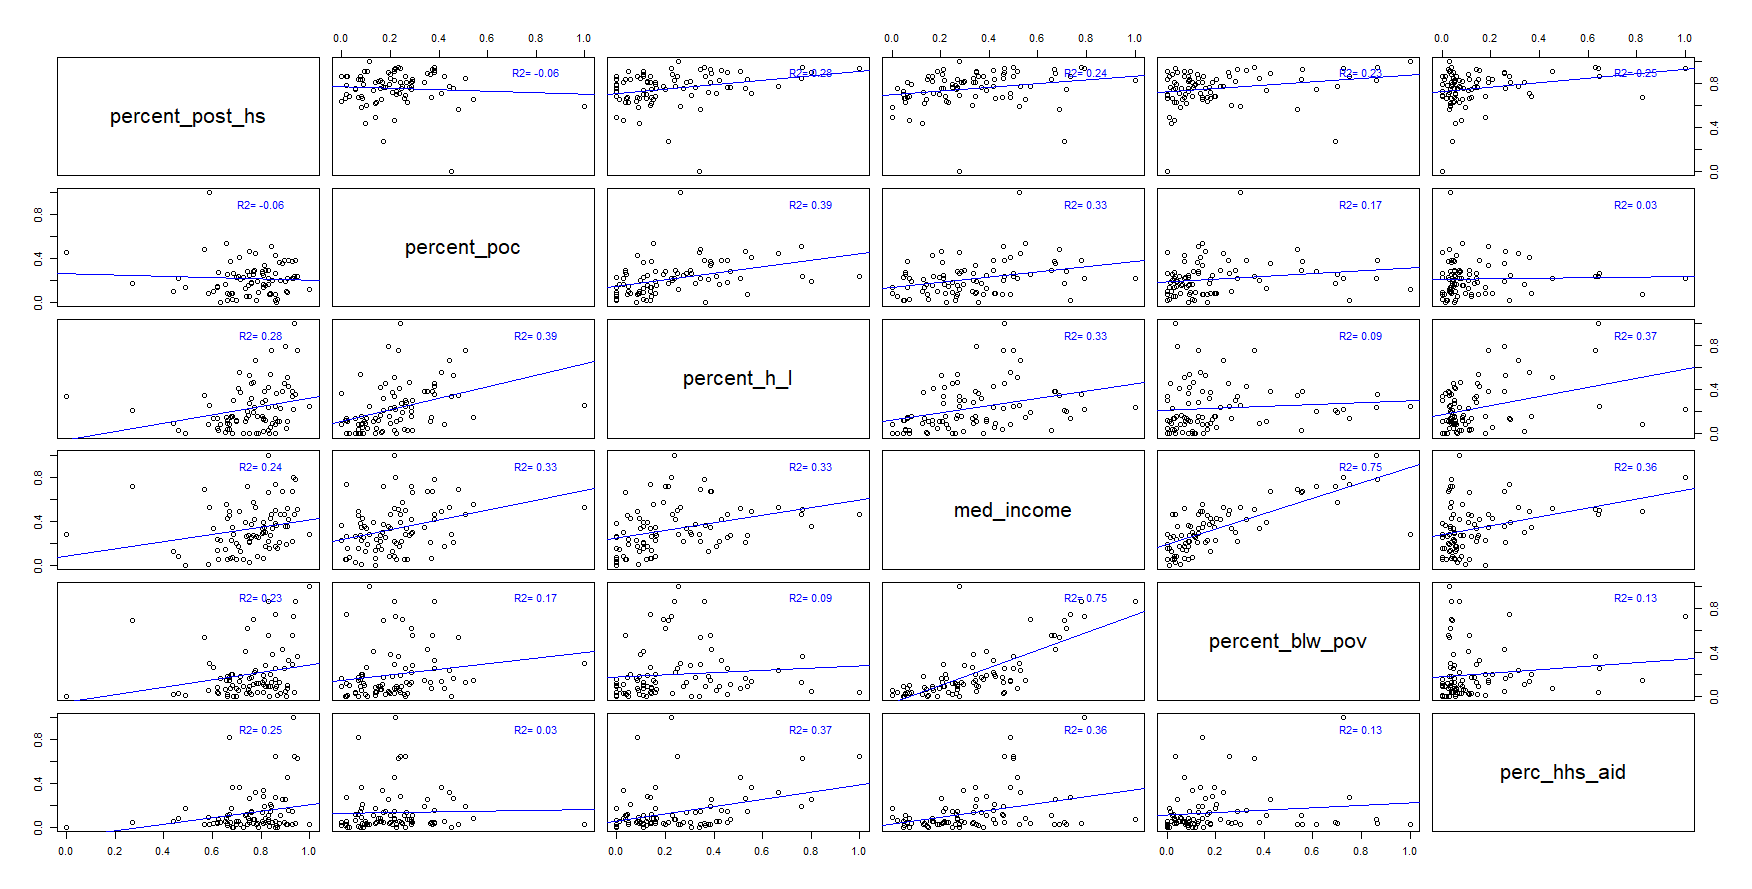 0.0 0.2 0.4 0.6 0.8 1.0 0.0 0.2 0.4 0.6 0.8 1.0 0.0 0.2 0.4 0.6 0.8 1.0
percent_post_hs R2= -0.06 R2= 0.28 R2= 0.24 R2= 0.23 R2= 0.25 0.0 0.4 0.8
0.0 0.4 0.8 R2= -0.06 percent_poc R2= 0.39 R2= 0.33 R2= 0.17 R2= 0.03
R2= 0.28 R2= 0.39 percent_h_l R2= 0.33 R2= 0.09 R2= 0.37 0.0 0.4 0.8
0.0 0.4 0.8 R2= 0.24 R2= 0.33 R2= 0.33 med_income R2= 0.75 R2= 0.36
R2= 0.23 R2= 0.17 R2= 0.09 R2= 0.75 percent_blw_pov R2= 0.13 0.0 0.4 0.8
0.0 0.4 0.8 R2= 0.25 R2= 0.03 R2= 0.37 R2= 0.36 R2= 0.13 perc_hhs_aid
0.0 0.2 0.4 0.6 0.8 1.0 0.0 0.2 0.4 0.6 0.8 1.0 0.0 0.2 0.4 0.6 0.8 1.0